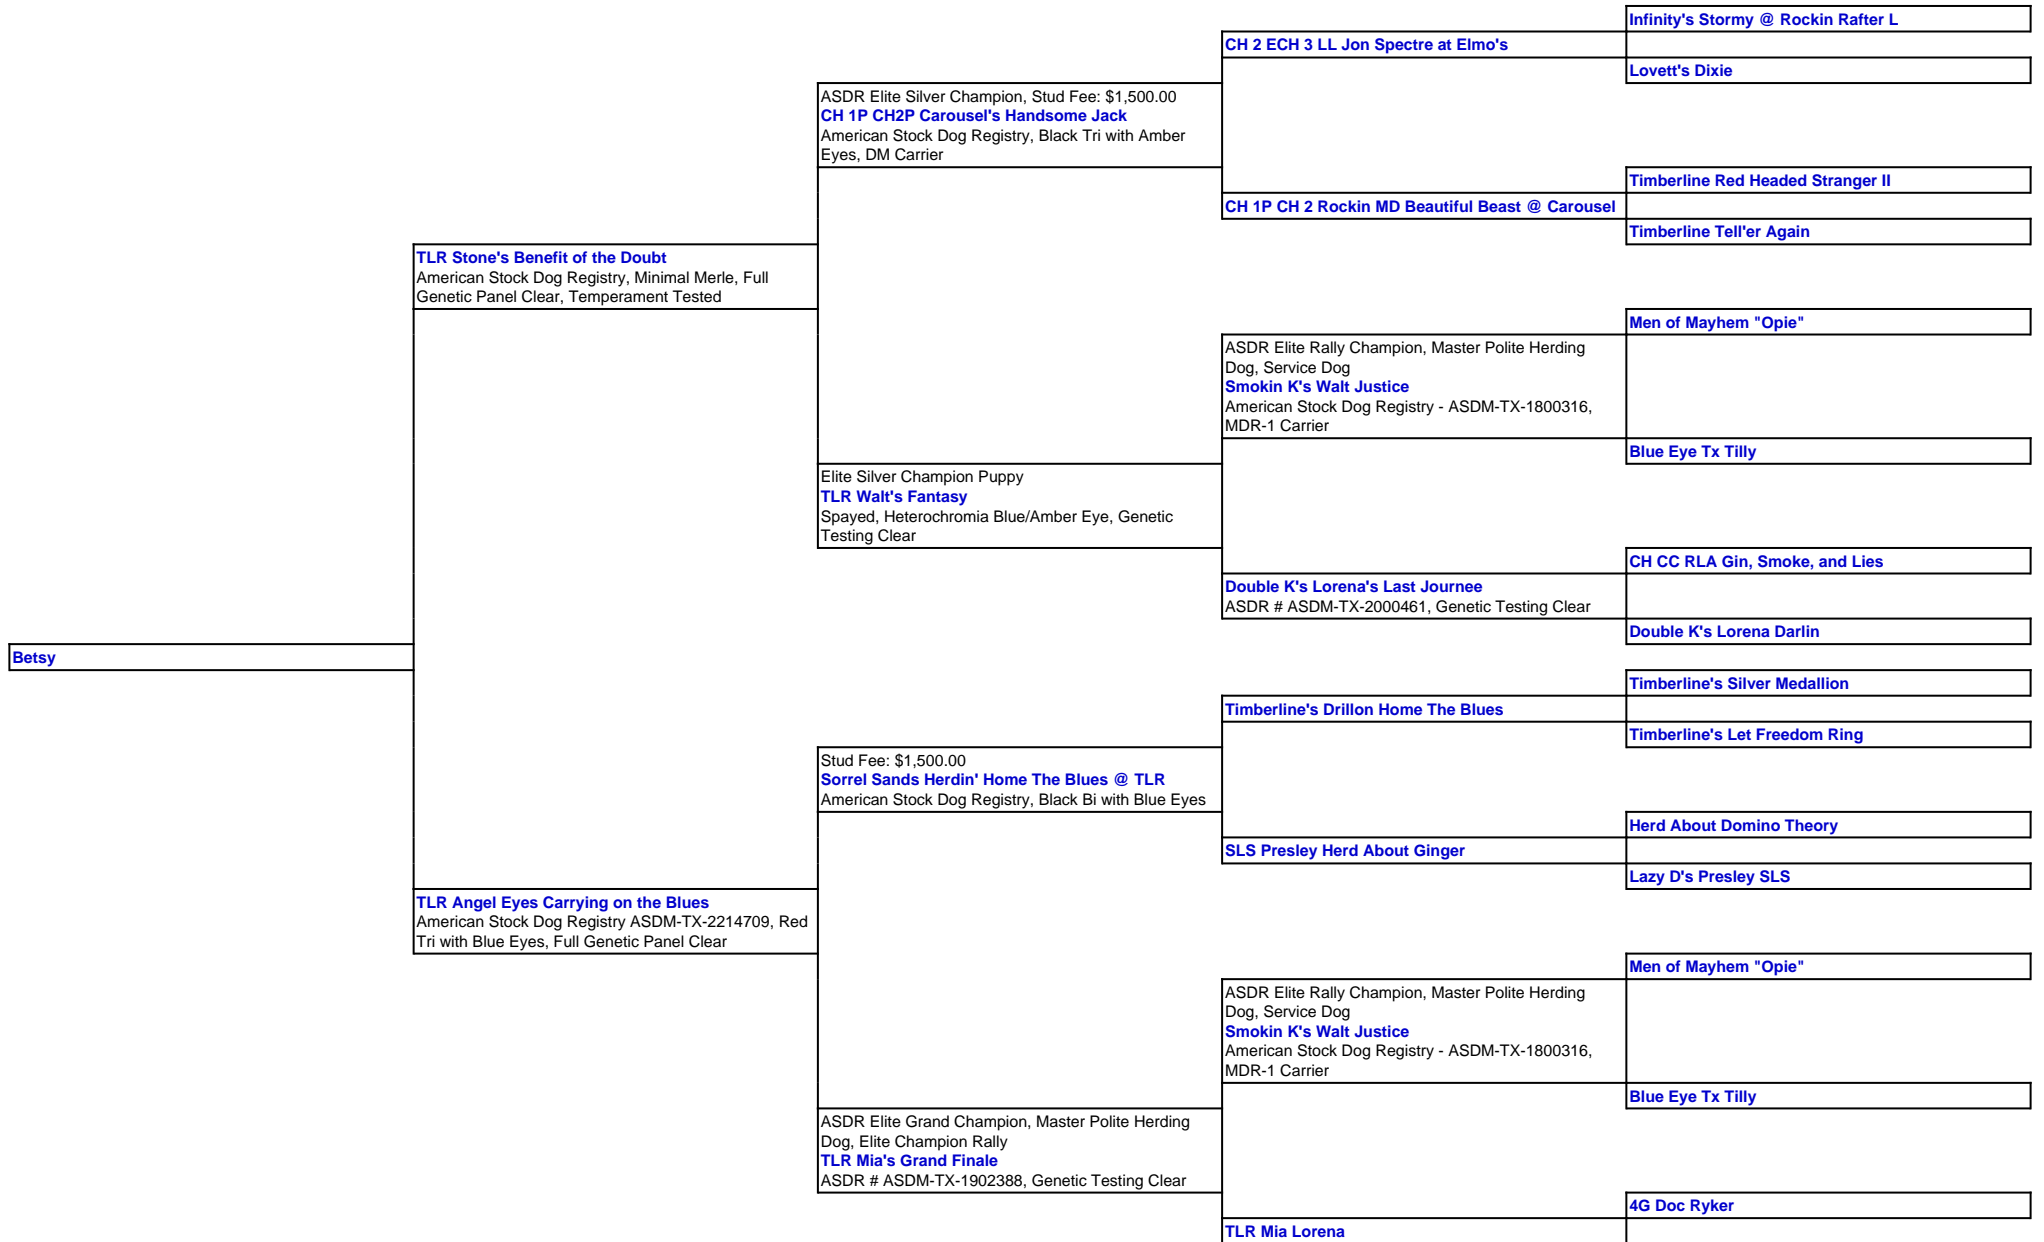 Infinity's Stormy @ Rockin Rafter L
CH 2 ECH 3 LL Jon Spectre at Elmo's
Lovett's Dixie
ASDR Elite Silver Champion, Stud Fee: $1,500.00
CH 1P CH2P Carousel's Handsome Jack
American Stock Dog Registry, Black Tri with Amber
Eyes, DM Carrier
Timberline Red Headed Stranger II
CH 1P CH 2 Rockin MD Beautiful Beast @ Carousel
Timberline Tell'er Again
TLR Stone's Benefit of the Doubt
American Stock Dog Registry, Minimal Merle, Full
Genetic Panel Clear, Temperament Tested
Men of Mayhem "Opie"
ASDR Elite Rally Champion, Master Polite Herding
Dog, Service Dog
Smokin K's Walt Justice
American Stock Dog Registry - ASDM-TX-1800316,
MDR-1 Carrier
Blue Eye Tx Tilly
Elite Silver Champion Puppy
TLR Walt's Fantasy
Spayed, Heterochromia Blue/Amber Eye, Genetic
Testing Clear
CH CC RLA Gin, Smoke, and Lies
Double K's Lorena's Last Journee
ASDR # ASDM-TX-2000461, Genetic Testing Clear
Double K's Lorena Darlin
Betsy
Timberline's Silver Medallion
Timberline's Drillon Home The Blues
Timberline's Let Freedom Ring
Stud Fee: $1,500.00
Sorrel Sands Herdin' Home The Blues @ TLR
American Stock Dog Registry, Black Bi with Blue Eyes
Herd About Domino Theory
SLS Presley Herd About Ginger
Lazy D's Presley SLS
TLR Angel Eyes Carrying on the Blues
American Stock Dog Registry ASDM-TX-2214709, Red
Tri with Blue Eyes, Full Genetic Panel Clear
Men of Mayhem "Opie"
ASDR Elite Rally Champion, Master Polite Herding
Dog, Service Dog
Smokin K's Walt Justice
American Stock Dog Registry - ASDM-TX-1800316,
MDR-1 Carrier
Blue Eye Tx Tilly
ASDR Elite Grand Champion, Master Polite Herding
Dog, Elite Champion Rally
TLR Mia's Grand Finale
ASDR # ASDM-TX-1902388, Genetic Testing Clear
4G Doc Ryker
TLR Mia Lorena